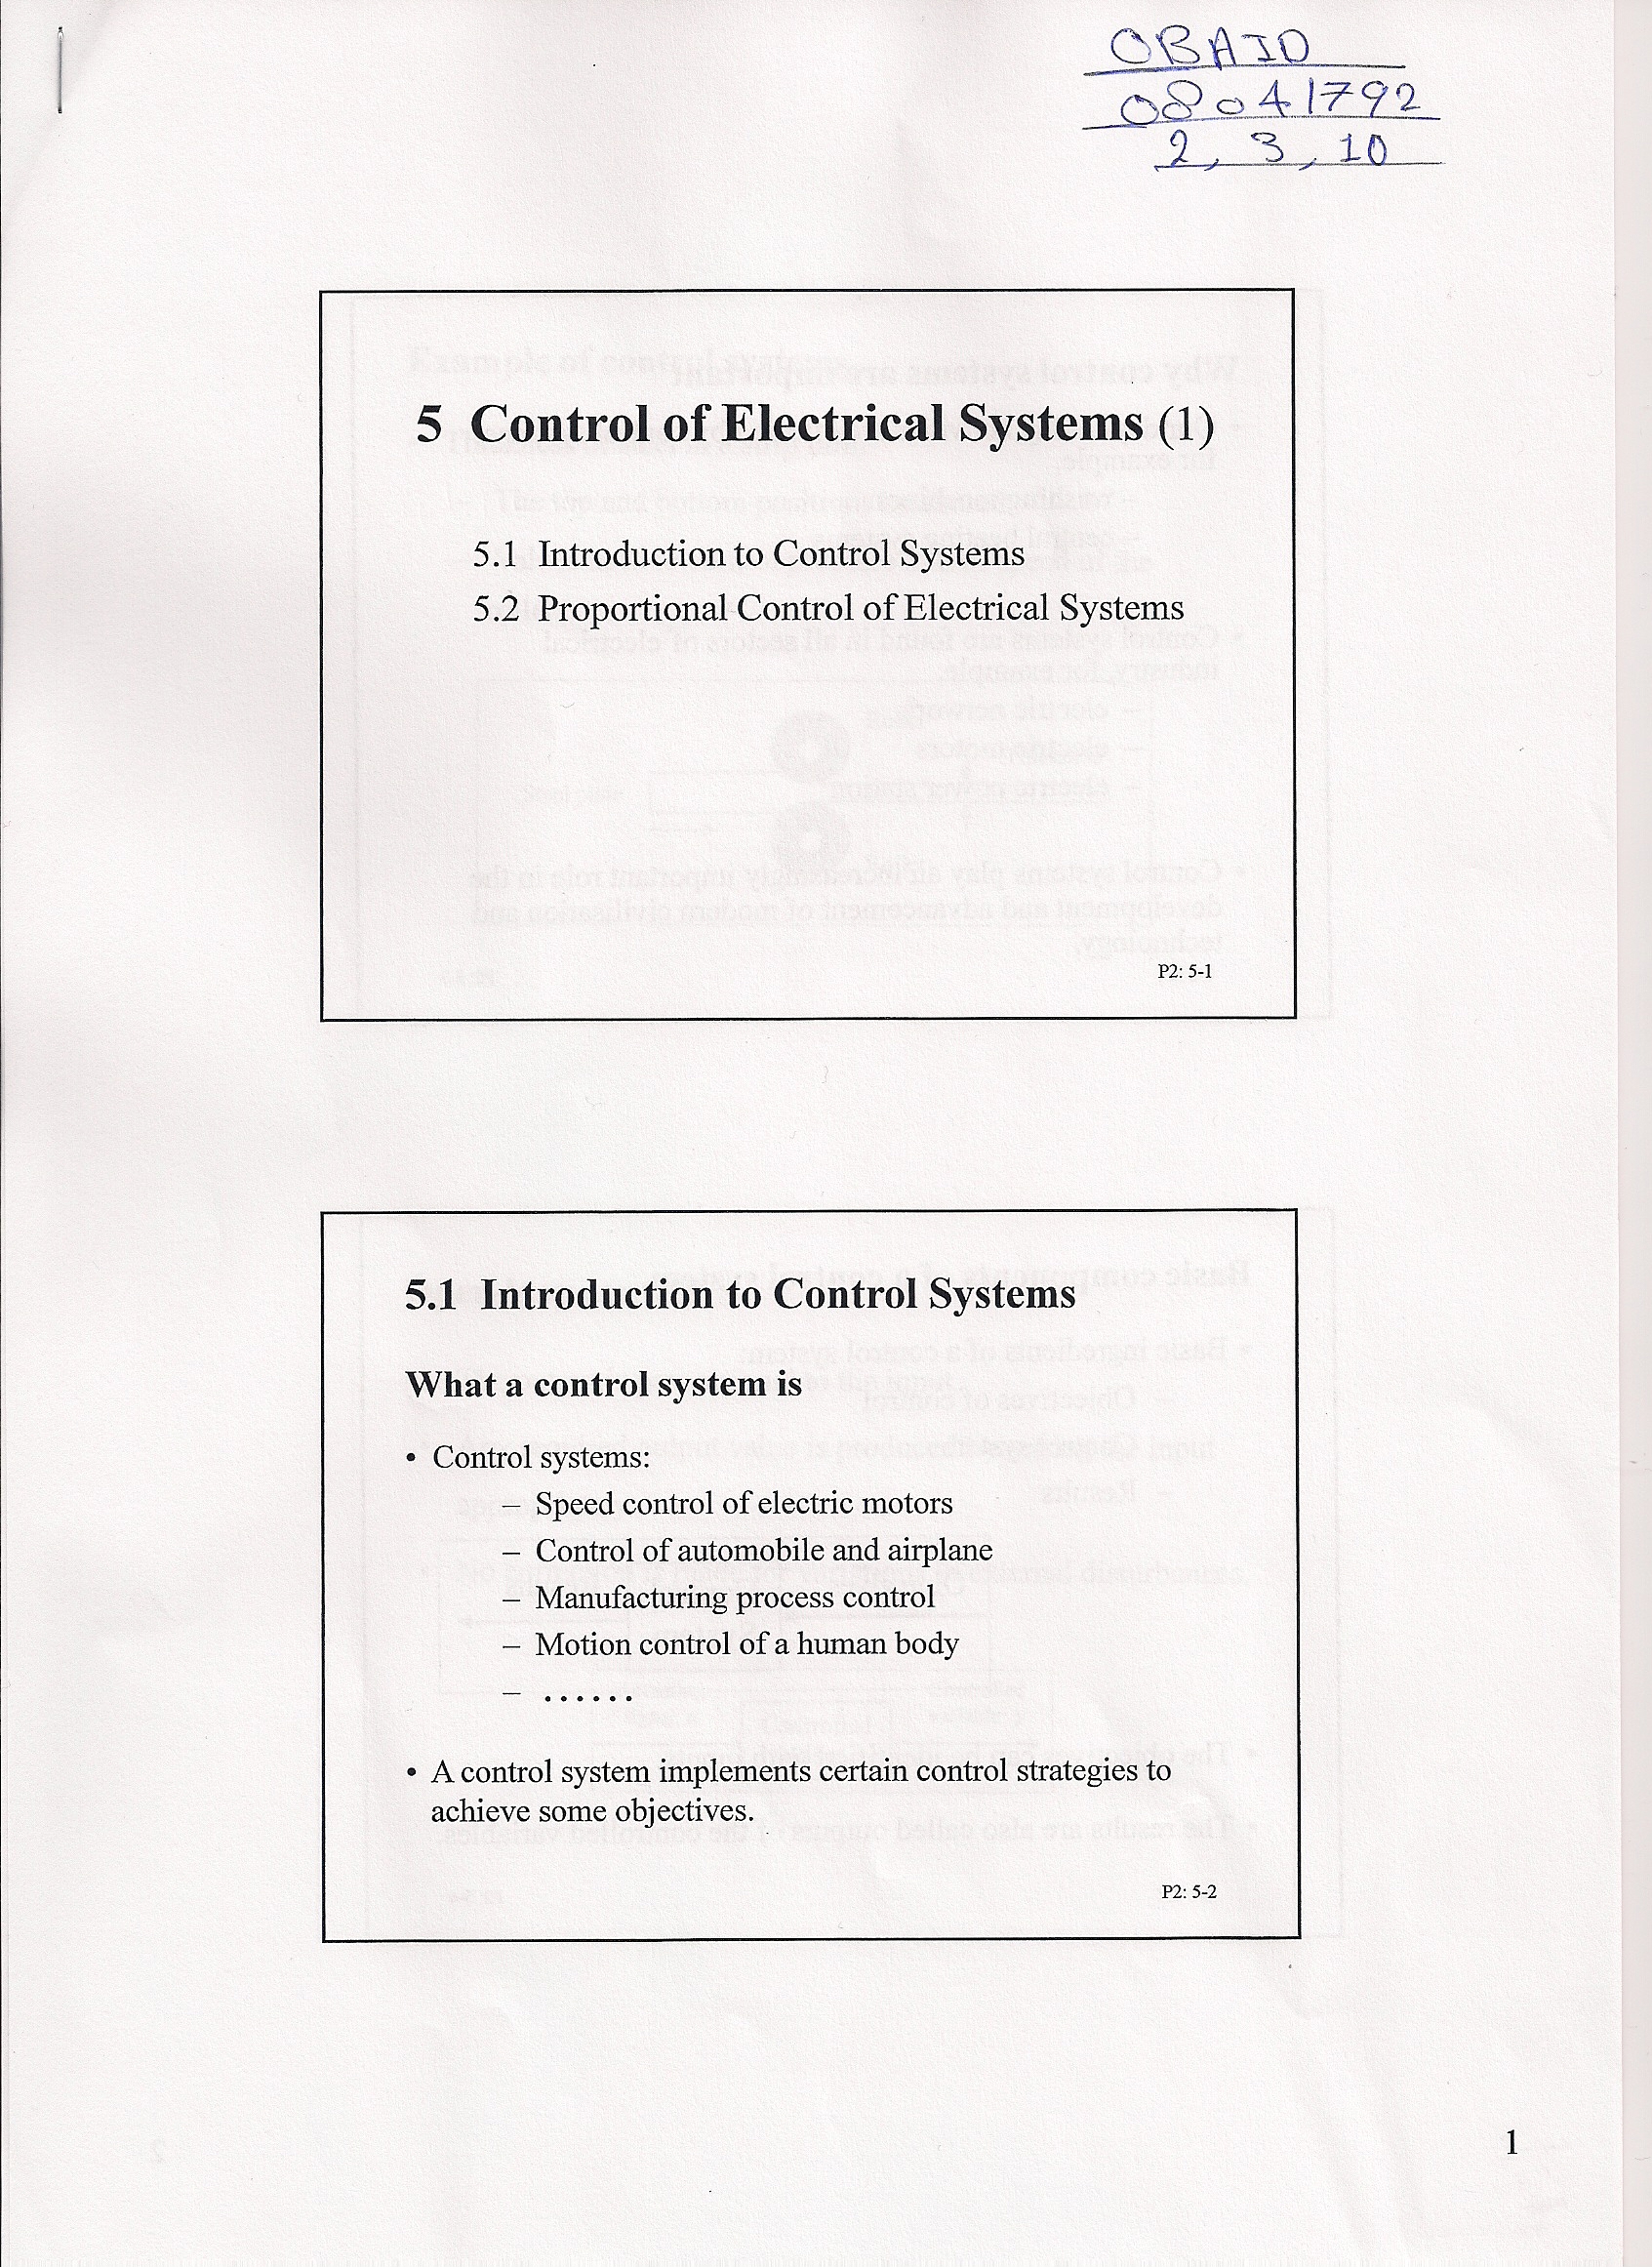 OBAID
08041792
2, 3, 10
5 Control of Electrical Systems (1)
5.1 Introduction to Control Systems
5.2 Proportional Control of Electrical Systems
P2: 5-1
5.1 Introduction to Control Systems
What a control system is
• Control systems:
– Speed control of electric motors
– Control of automobile and airplane
– Manufacturing process control
– Motion control of a human body
– ......
• A control system implements certain control strategies to
achieve some objectives.
P2: 5-2
1